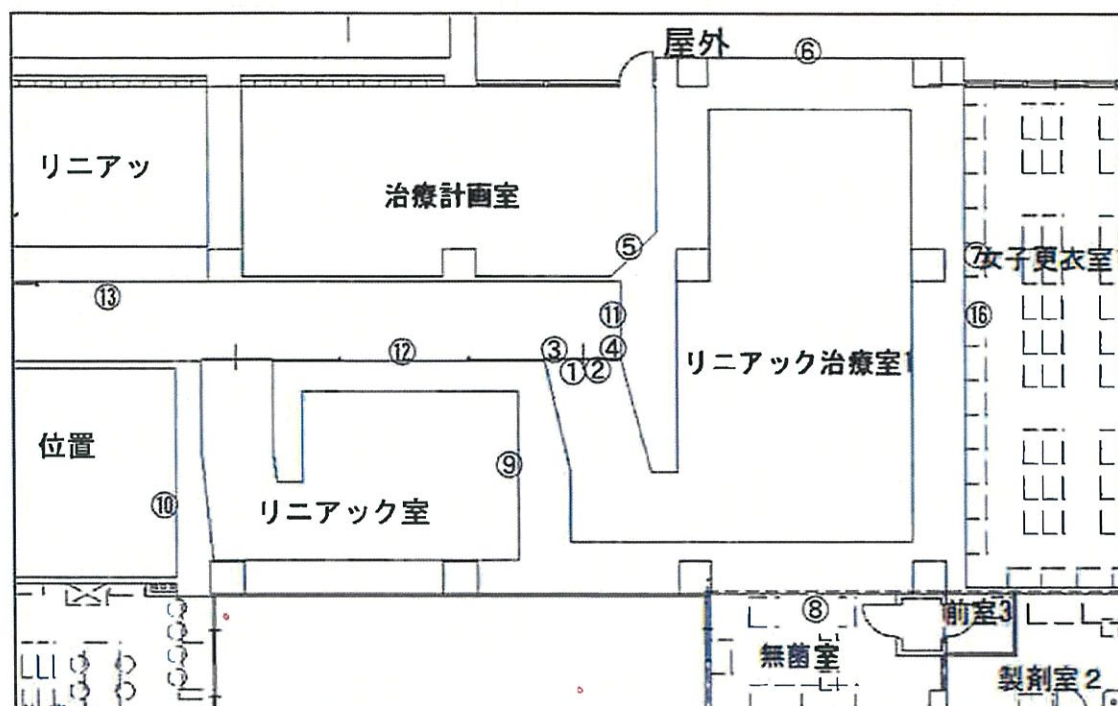 屋外
⑥
リニアッ
治療計画室
⑤
⑦
女子更衣室
⑬
⑪
⑯
③
④
⑫
①
②
リニアック治療室1
位置
⑨
⑩
リニアック室
⑧
前室3
無菌室
製剤室2